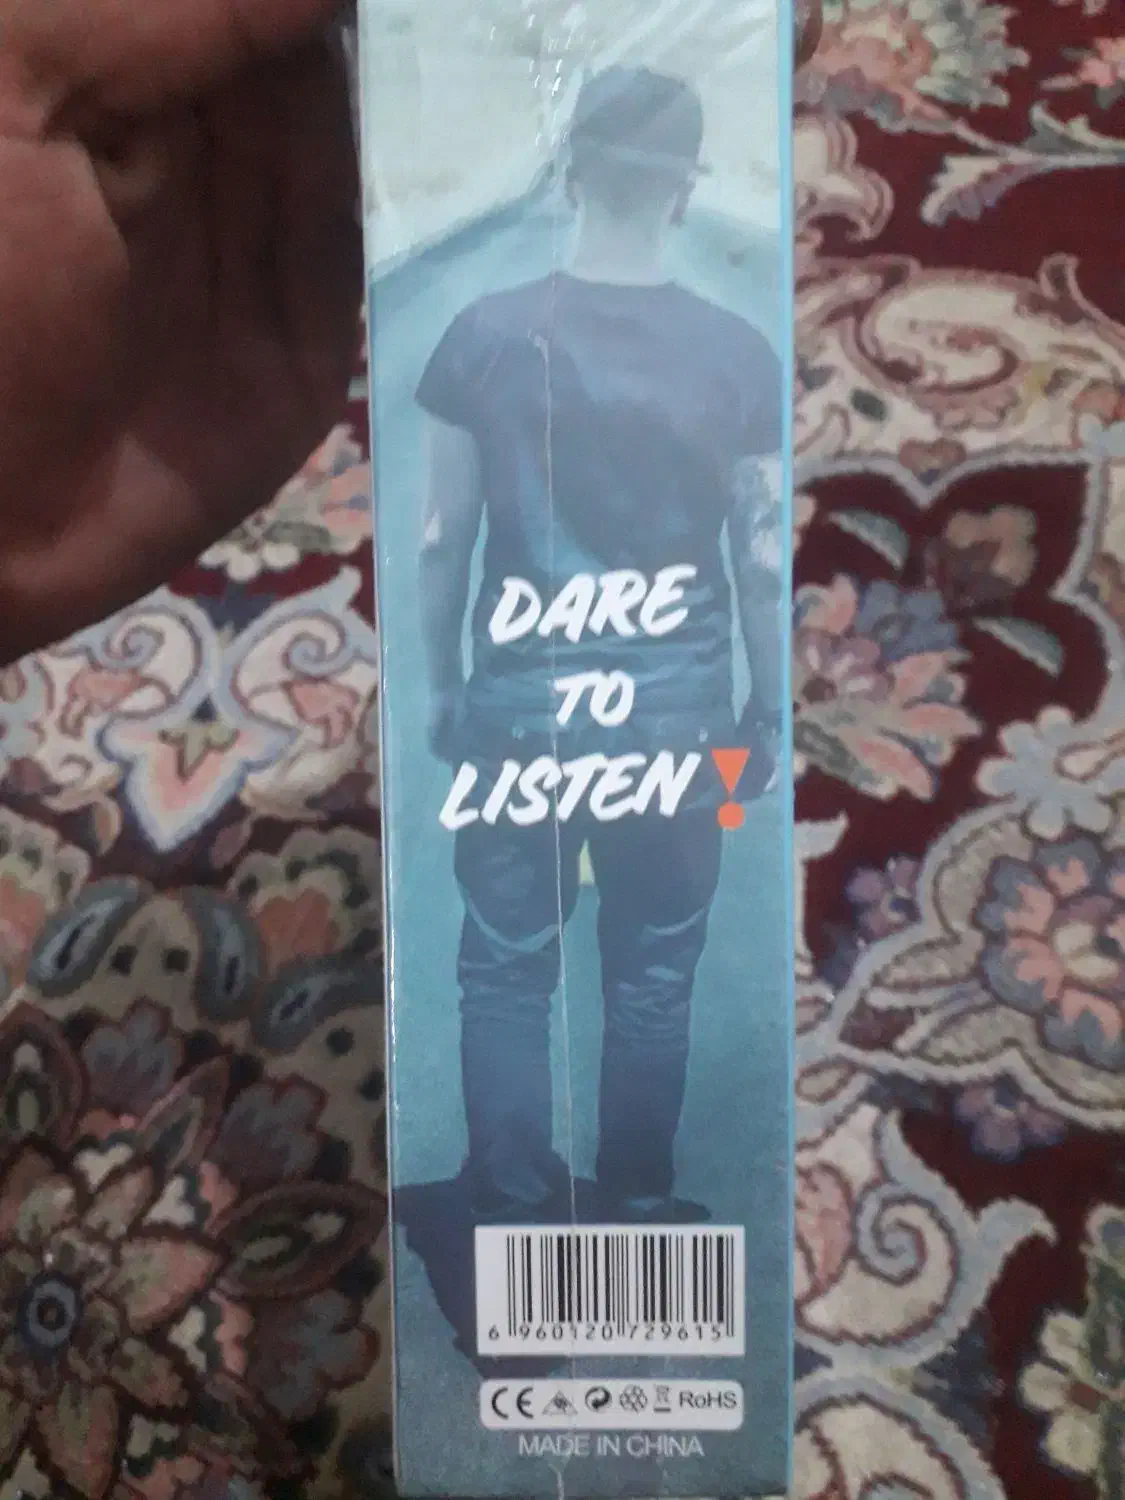 DARE
TO
LISTEN!
6 960120 729615
CE RoHS
MADE IN CHINA